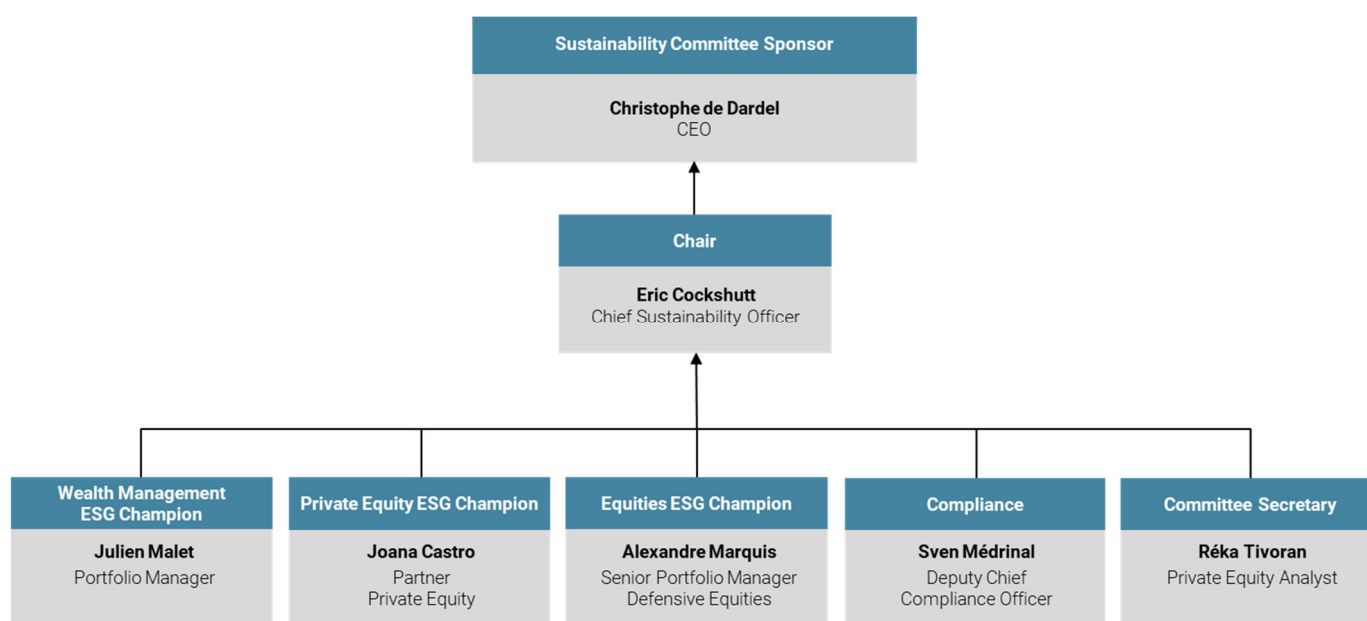 Sustainability Committee Sponsor
Christophe de Dardel
CEO
Chair
Eric Cockshutt
Chief Sustainability Officer
Wealth Management
ESG Champion
Julien Malet
Portfolio Manager
Private Equity ESG Champion
Joana Castro
Partner
Private Equity
Equities ESG Champion
Alexandre Marquis
Senior Portfolio Manager
Defensive Equities
Compliance
Sven Médrinal
Deputy Chief
Compliance Officer
Committee Secretary
Réka Tivoran
Private Equity Analyst